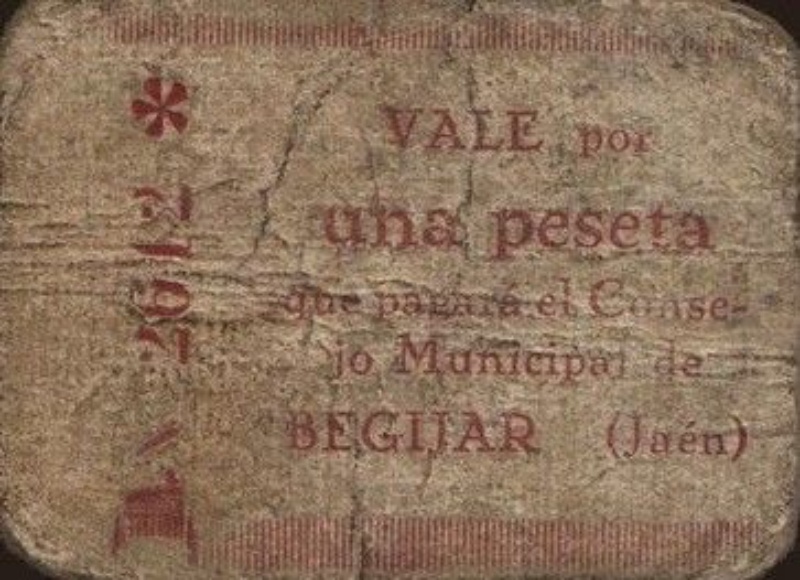 VALE por
una peseta
que pagará el Conse-
jo Municipal de
BEGIJAR (Jaén)
2612 *